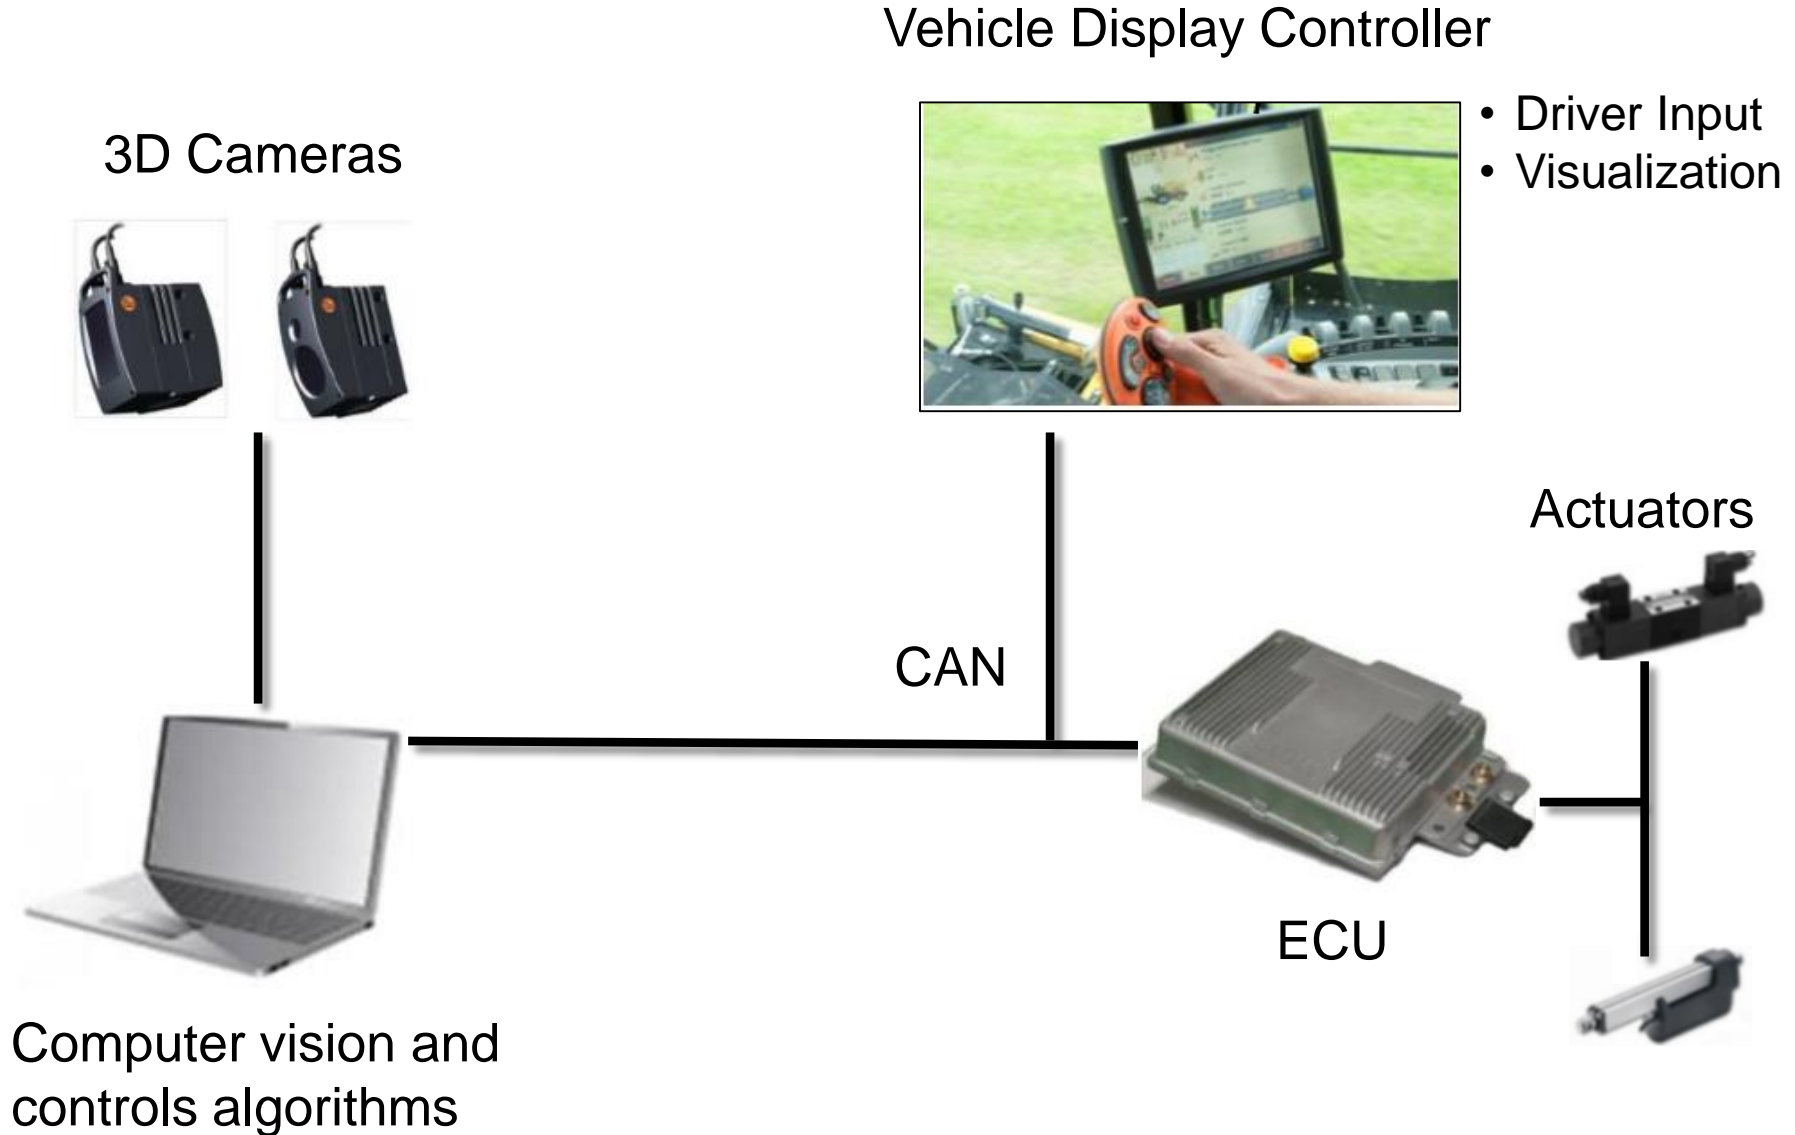 Vehicle Display Controller
• Driver Input
• Visualization
3D Cameras
Actuators
CAN
ECU
Computer vision and
controls algorithms